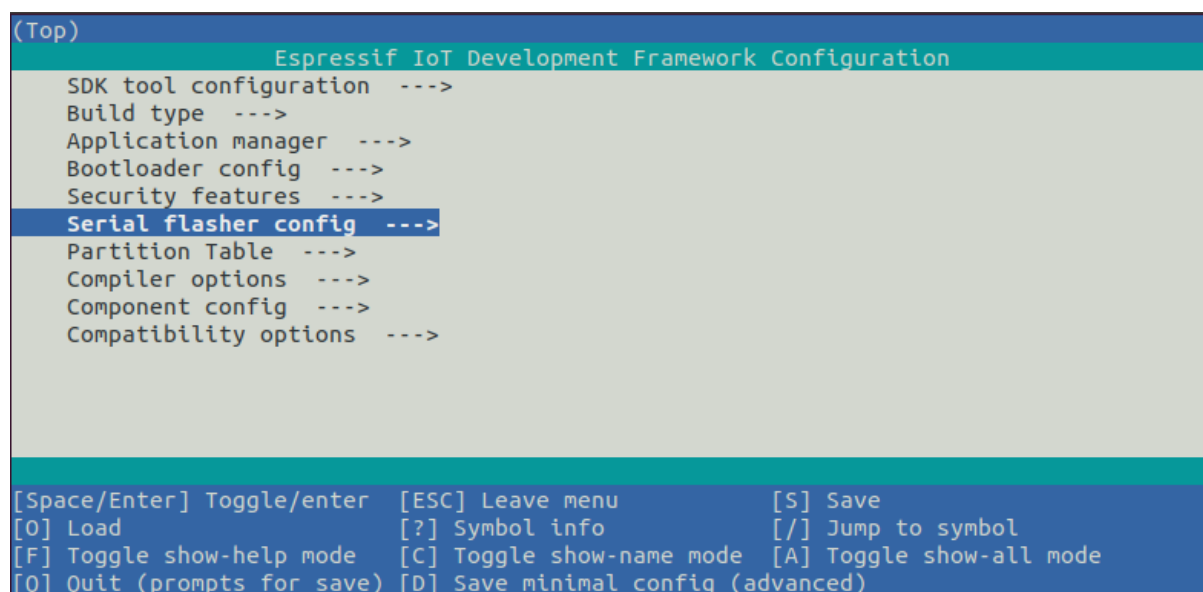 (Top)
Espressif IoT Development Framework Configuration
SDK tool configuration  --->
Build type  --->
Application manager  --->
Bootloader config  --->
Security features  --->
Serial flasher config  --->
Partition Table  --->
Compiler options  --->
Component config  --->
Compatibility options  --->
[Space/Enter] Toggle/enter  [ESC] Leave menu  [S] Save
[O] Load  [?] Symbol info  [/] Jump to symbol
[F] Toggle show-help mode  [C] Toggle show-name mode  [A] Toggle show-all mode
[Q] Quit (prompts for save)  [D] Save minimal config (advanced)